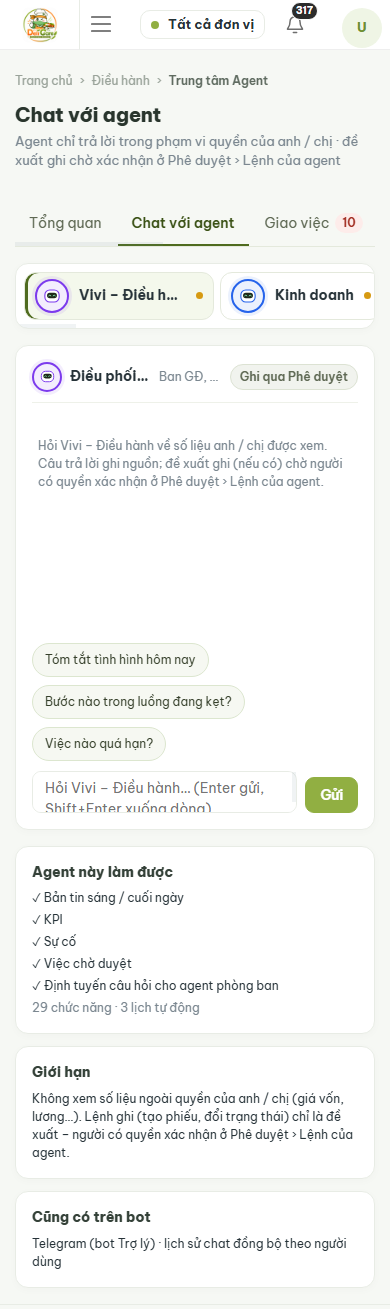 Tất cả đơn vị
317
U
Trang chủ > Điều hành > Trung tâm Agent
Chat với agent
Agent chỉ trả lời trong phạm vi quyền của anh / chị · đề
xuất ghi chờ xác nhận ở Phê duyệt > Lệnh của agent
Tổng quan Chat với agent Giao việc 10
Vivi – Điều h... Kinh doanh
Điều phối... Ban GĐ, ... Ghi qua Phê duyệt
Hỏi Vivi – Điều hành về số liệu anh / chị được xem.
Câu trả lời ghi nguồn; đề xuất ghi (nếu có) chờ người
có quyền xác nhận ở Phê duyệt > Lệnh của agent.
Tóm tắt tình hình hôm nay
Bước nào trong luồng đang kẹt?
Việc nào quá hạn?
Hỏi Vivi – Điều hành... (Enter gửi,
Shift+Enter xuống dòng)
Gửi
Agent này làm được
✓ Bản tin sáng / cuối ngày
✓ KPI
✓ Sự cố
✓ Việc chờ duyệt
✓ Định tuyến câu hỏi cho agent phòng ban
29 chức năng · 3 lịch tự động
Giới hạn
Không xem số liệu ngoài quyền của anh / chị (giá vốn,
lương...). Lệnh ghi (tạo phiếu, đổi trạng thái) chỉ là đề
xuất – người có quyền xác nhận ở Phê duyệt > Lệnh của
agent.
Cũng có trên bot
Telegram (bot Trợ lý) · lịch sử chat đồng bộ theo người
dùng